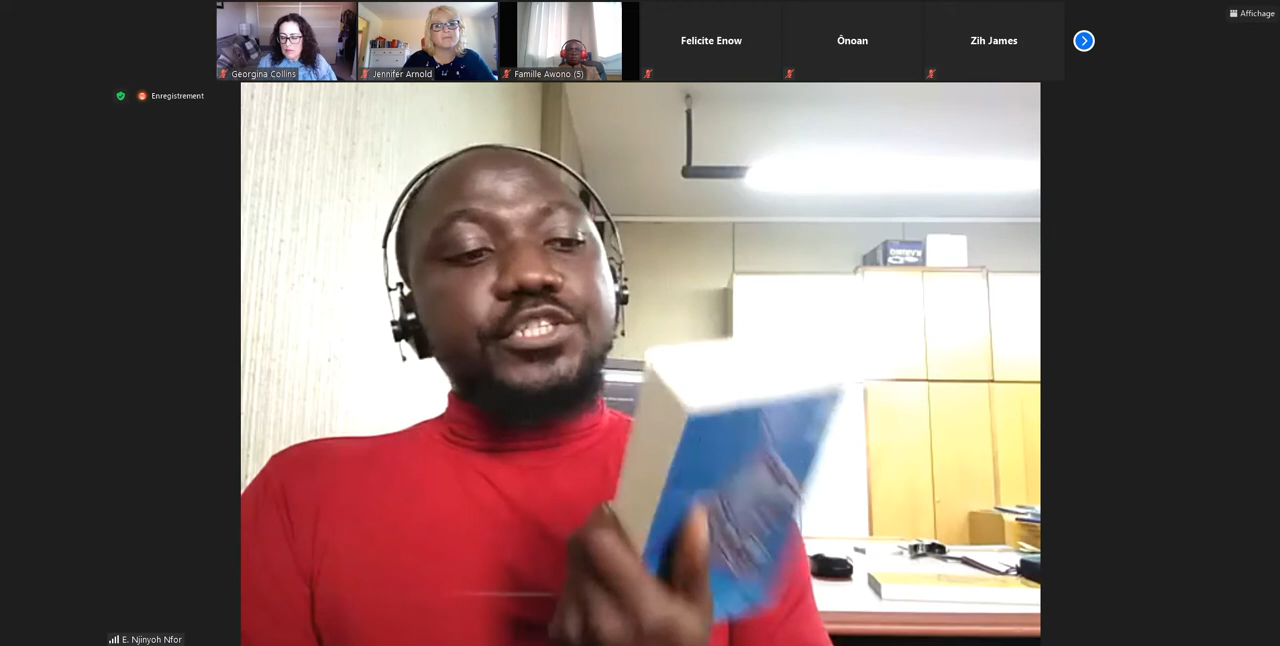 Affichage
Georgina Collins
Jennifer Arnold
Famille Awono (5)
Felicite Enow
Ônoan
Zih James
Enregistrement
E. Njinyoh Nfor